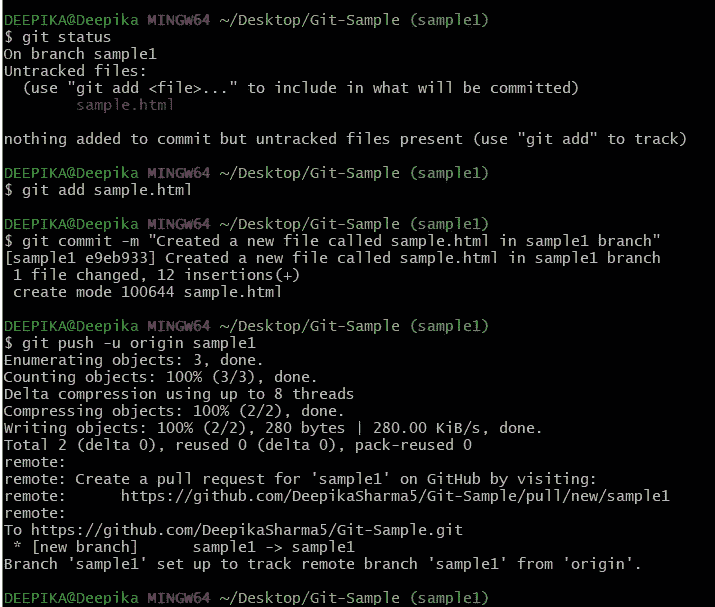 DEEPIKA@Deepika MINGW64 ~/Desktop/Git-Sample (sample1)
$ git status
On branch sample1
Untracked files:
  (use "git add <file>..." to include in what will be committed)
        sample.html

nothing added to commit but untracked files present (use "git add" to track)

DEEPIKA@Deepika MINGW64 ~/Desktop/Git-Sample (sample1)
$ git add sample.html

DEEPIKA@Deepika MINGW64 ~/Desktop/Git-Sample (sample1)
$ git commit -m "Created a new file called sample.html in sample1 branch"
[sample1 e9eb933] Created a new file called sample.html in sample1 branch
 1 file changed, 12 insertions(+)
 create mode 100644 sample.html

DEEPIKA@Deepika MINGW64 ~/Desktop/Git-Sample (sample1)
$ git push -u origin sample1
Enumerating objects: 3, done.
Counting objects: 100% (3/3), done.
Delta compression using up to 8 threads
Compressing objects: 100% (2/2), done.
Writing objects: 100% (2/2), 280 bytes | 280.00 KiB/s, done.
Total 2 (delta 0), reused 0 (delta 0), pack-reused 0
remote:
remote: Create a pull request for 'sample1' on GitHub by visiting:
remote:      https://github.com/DeepikaSharma5/Git-Sample/pull/new/sample1
remote:
To https://github.com/DeepikaSharma5/Git-Sample.git
 * [new branch]      sample1 -> sample1
Branch 'sample1' set up to track remote branch 'sample1' from 'origin'.

DEEPIKA@Deepika MINGW64 ~/Desktop/Git-Sample (sample1)